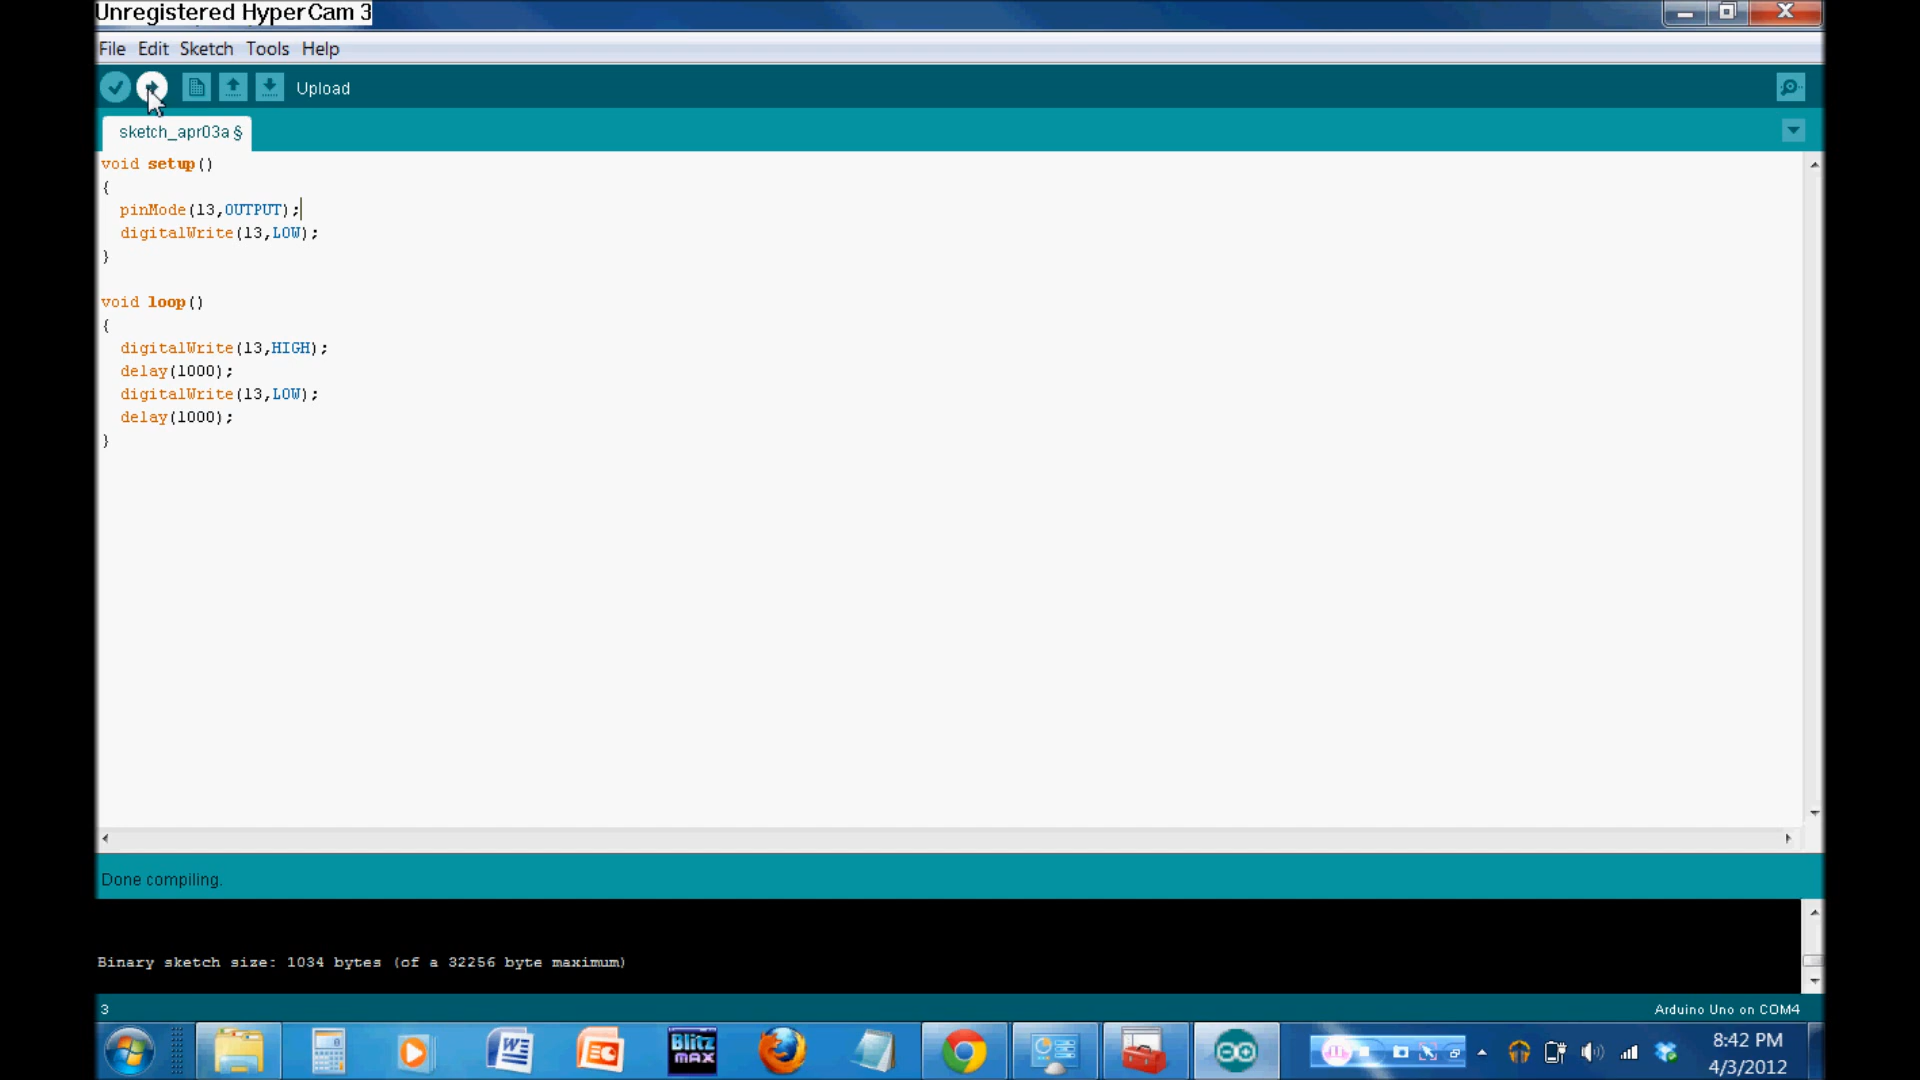 Unregistered HyperCam 3
File Edit Sketch Tools Help
Upload
sketch_apr03a §
void setup()
{
pinMode(13,OUTPUT);
digitalWrite(13,LOW);
}
void loop()
{
digitalWrite(13,HIGH);
delay(1000);
digitalWrite(13,LOW);
delay(1000);
}
Done compiling.
Binary sketch size: 1034 bytes (of a 32256 byte maximum)
3
Arduino Uno on COM4
Blitz
MAX
8:42 PM
4/3/2012